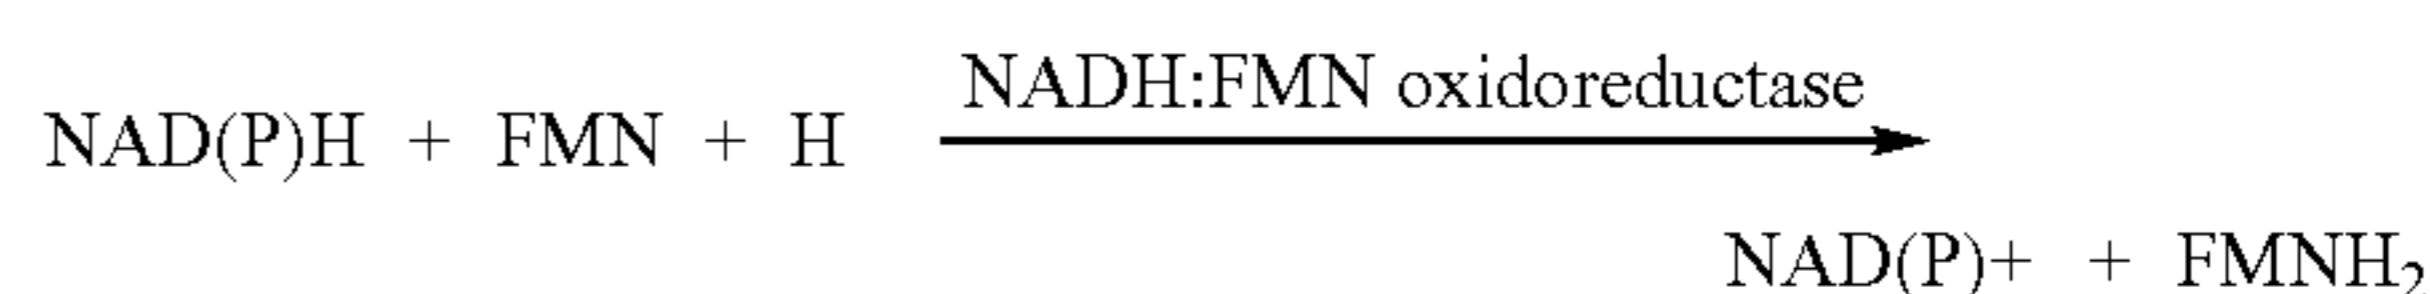 NADH:FMN oxidoreductase
NAD(P)H + FMN + H
NAD(P)+ + FMNH₂